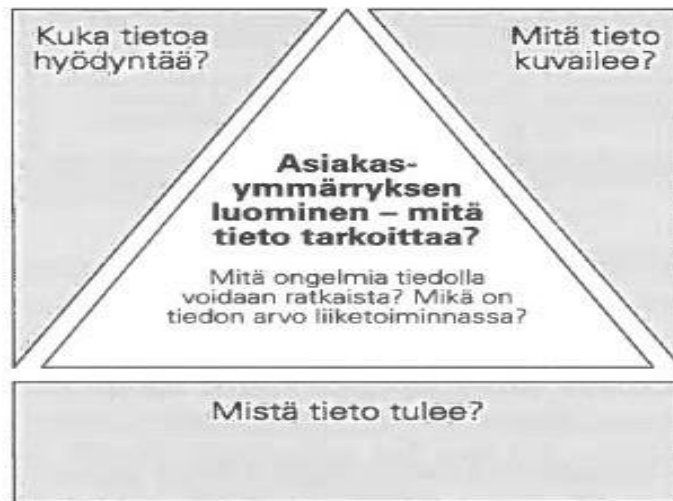 Kuka tietoa
hyödyntää?
Mitä tieto
kuvailee?
Asiakas-
ymmärryksen
luominen – mitä
tieto tarkoittaa?
Mitä ongelmia tiedolla
voidaan ratkaista? Mikä on
tiedon arvo liiketoiminnassa?
Mistä tieto tulee?